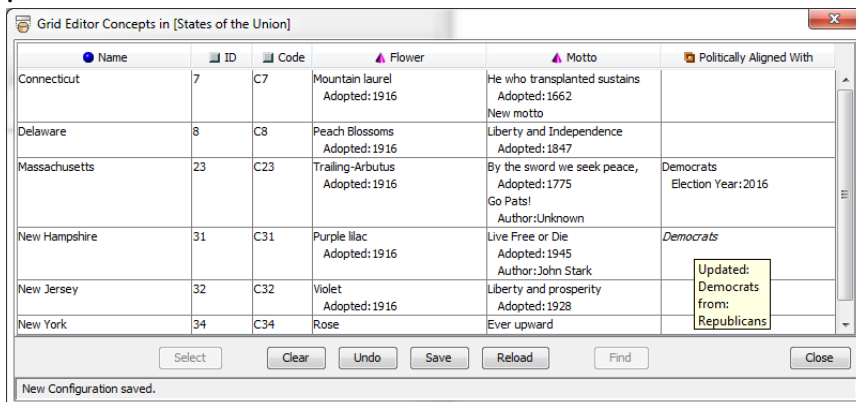 Grid Editor Concepts in [States of the Union]
Name ID Code Flower Motto Politically Aligned With
Connecticut 7 C7 Mountain laurel He who transplanted sustains
Adopted:1916 Adopted:1662
New motto
Delaware 8 C8 Peach Blossoms Liberty and Independence
Adopted:1916 Adopted:1847
Massachusetts 23 C23 Trailing-Arbutus By the sword we seek peace, Democrats
Adopted:1916 Adopted:1775 Election Year:2016
Go Pats!
Author:Unknown
New Hampshire 31 C31 Purple lilac Live Free or Die Democrats
Adopted:1916 Adopted:1945
Author:John Stark
Updated:
Democrats
from:
Republicans
New Jersey 32 C32 Violet Liberty and prosperity
Adopted:1916 Adopted:1928
New York 34 C34 Rose Ever upward
Select Clear Undo Save Reload Find Close
New Configuration saved.